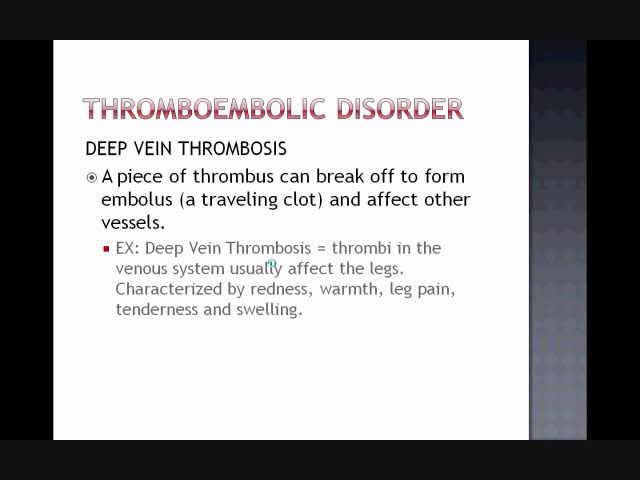 THROMBOEMBOLIC DISORDER
DEEP VEIN THROMBOSIS
A piece of thrombus can break off to form
embolus (a traveling clot) and affect other
vessels.
EX: Deep Vein Thrombosis = thrombi in the
venous system usually affect the legs.
Characterized by redness, warmth, leg pain,
tenderness and swelling.